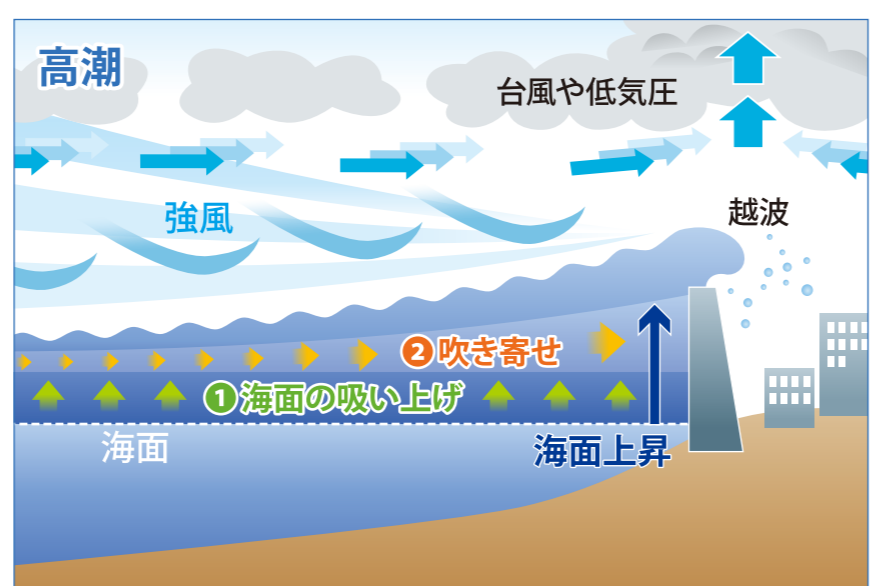 高潮
台風や低気圧
強風
越波
❷吹き寄せ
❶海面の吸い上げ
海面
海面上昇